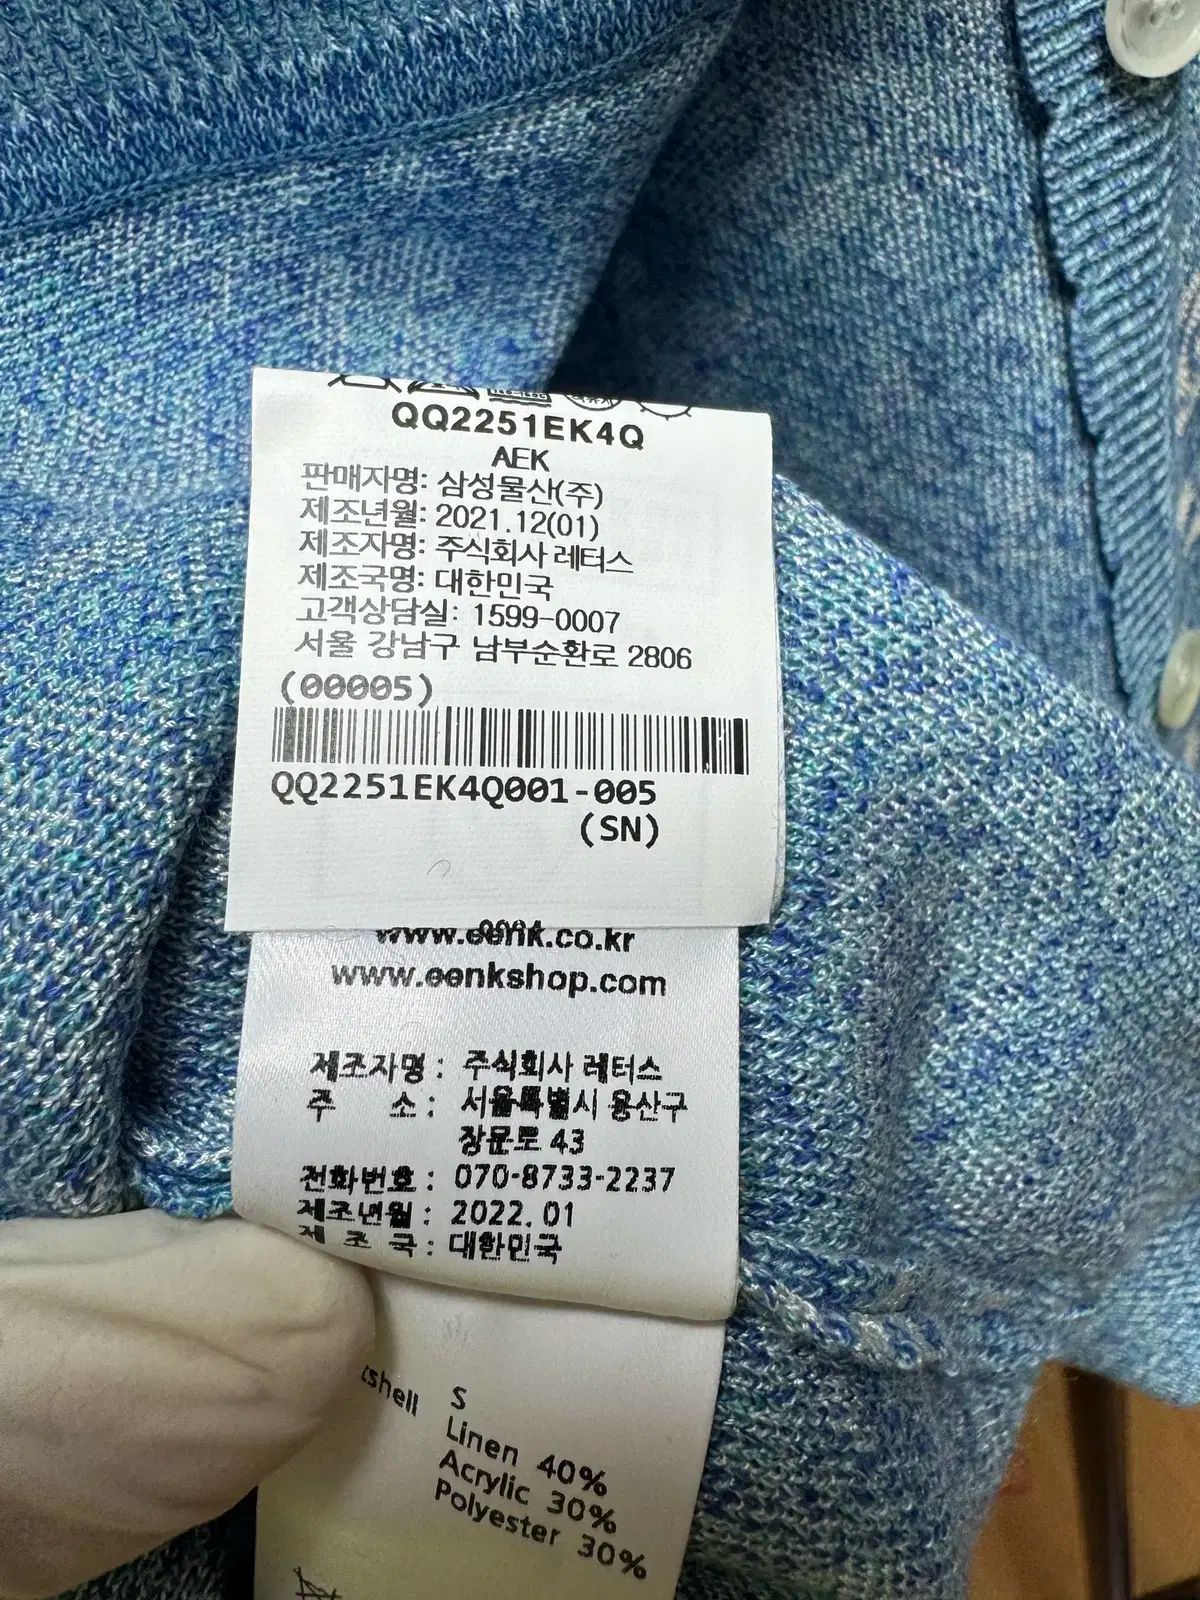 QQ2251EK4Q
AEK
판매자명: 삼성물산(주)
제조년월: 2021.12(01)
제조자명: 주식회사 레터스
제조국명: 대한민국
고객상담실: 1599-0007
서울 강남구 남부순환로 2806
(00005)
QQ2251EK4Q001-005
(SN)
www.eenk.co.kr
www.eenkshop.com
제조자명 : 주식회사 레터스
주 소 : 서울특별시 용산구
장문로 43
전화번호 : 070-8733-2237
제조년월 : 2022. 01
제 조 국 : 대한민국
S
shell Linen 40%
Acrylic 30%
Polyester 30%